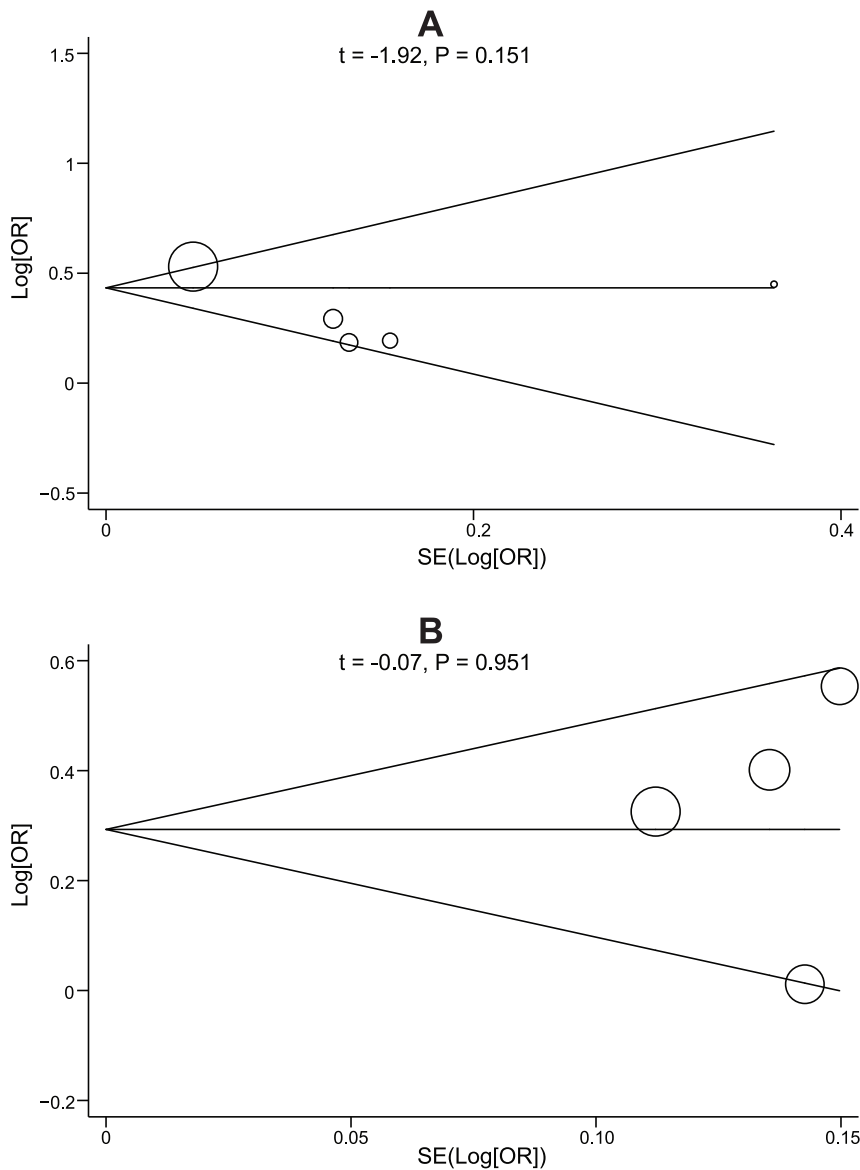 A
t = -1.92, P = 0.151
1.5
1
0.5
0
−0.5
Log[OR]
0 0.2 0.4
SE(Log[OR])
B
t = -0.07, P = 0.951
0.6
0.4
0.2
0
−0.2
Log[OR]
0 0.05 0.10 0.15
SE(Log[OR])